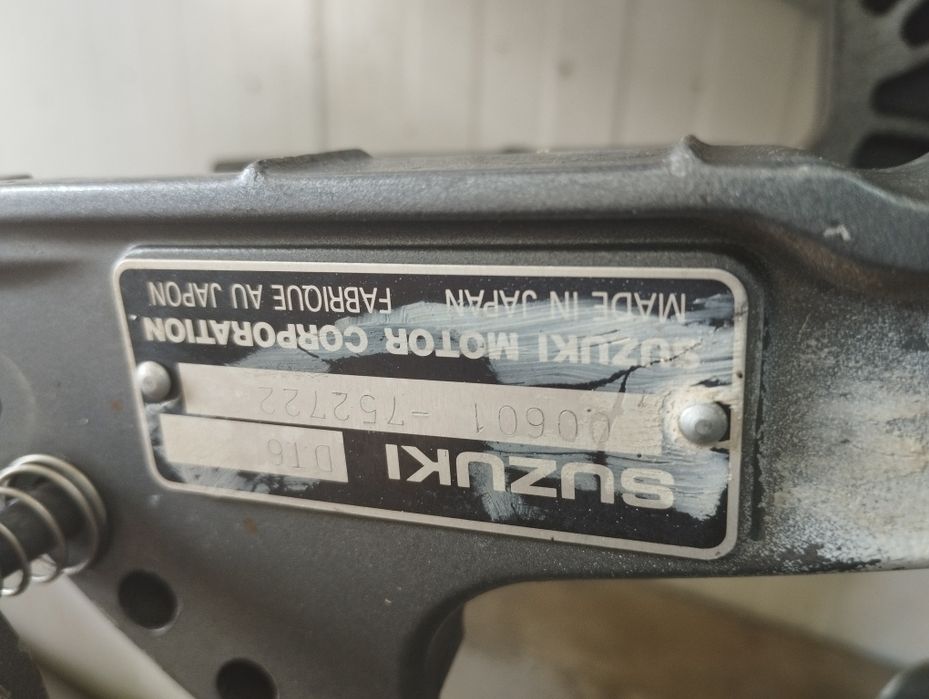 SUZUKI DT6
00601 -752722
SUZUKI MOTOR CORPORATION
MADE IN JAPAN FABRIQUE AU JAPON